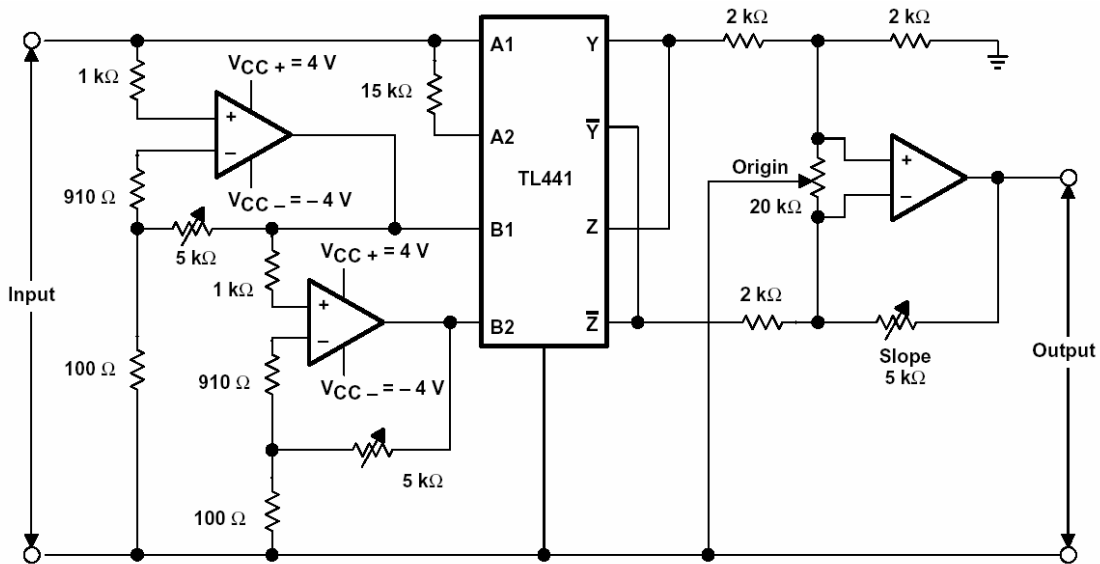 2 kΩ
2 kΩ
A1
Y
1 kΩ
VCC + = 4 V
15 kΩ
+
–
A2
Y̅
TL441
Origin
20 kΩ
+
–
910 Ω
VCC – = – 4 V
5 kΩ
B1
Z
VCC + = 4 V
Input
1 kΩ
+
–
2 kΩ
B2
Z̅
Slope
5 kΩ
Output
100 Ω
910 Ω
VCC – = – 4 V
5 kΩ
100 Ω